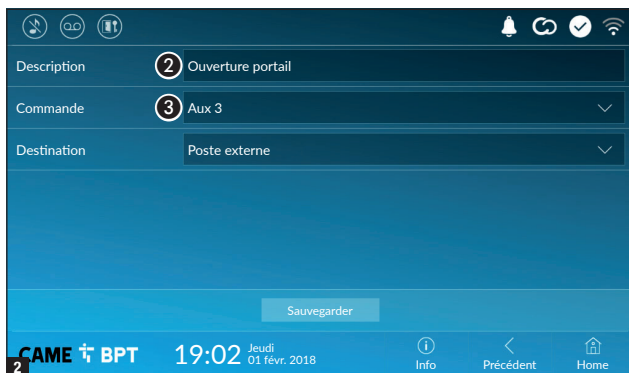 Description 2 Ouverture portail
Commande 3 Aux 3
Destination Poste externe
Sauvegarder
2 CAME BPT 19:02 Jeudi 01 févr. 2018 Info Précédent Home